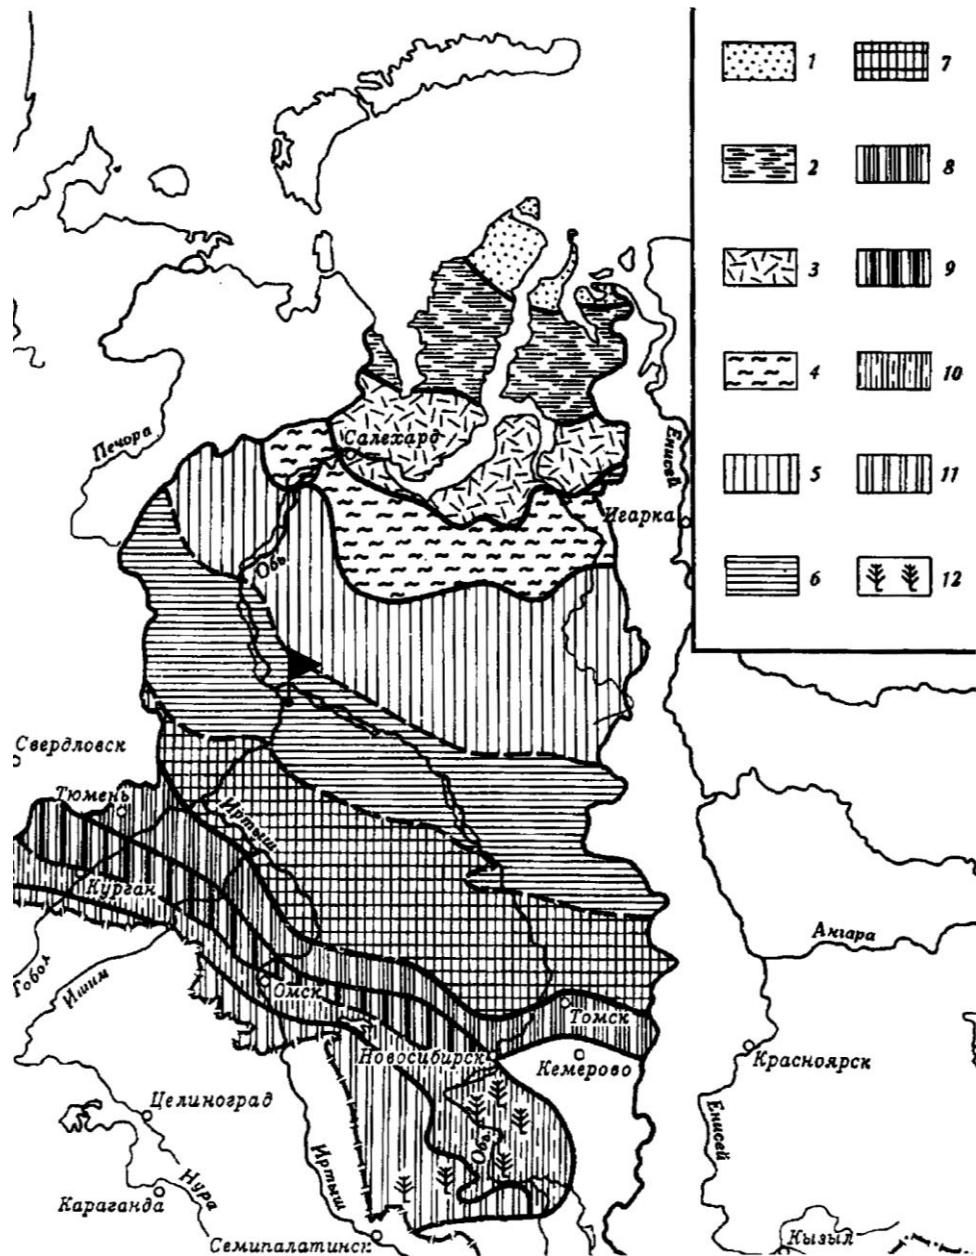 1
7
2
8
3
9
4
10
5
11
6
12
Печора
Салехард
Енисей
Игарка
Обь
Свердловск
Тюмень
Иртыш
Курган
Тобол
Ишим
Омск
Ангара
Томск
Новосибирск
Кемерово
Красноярск
Целиноград
Обь
Енисей
Иртыш
Нура
Караганда
Семипалатинск
Кызыл